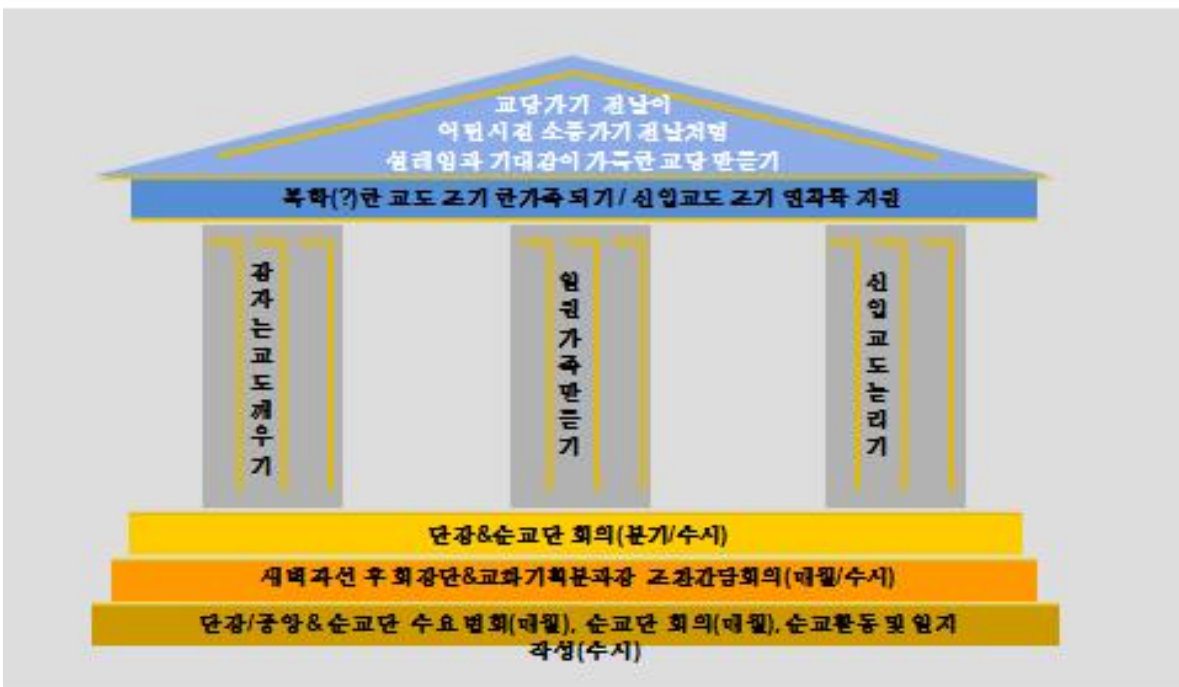 교당가기 전날이
어린시절 소풍가기 전날처럼
설레임과 기대감이 가득한 교당 만들기
복학(?)한 교도 조기 한가족 되기 / 신입교도 조기 연착륙 지원
잠자는교도깨우기
일원가족만들기
신입교도늘리기
단장&순교단 회의(분기/수시)
새벽좌선 후 회장단&교화기획분과장 조찬간담회의(매월/수시)
단장/중앙&순교단 수요법회(매월), 순교단 회의(매월), 순교활동 및 일지
작성(수시)